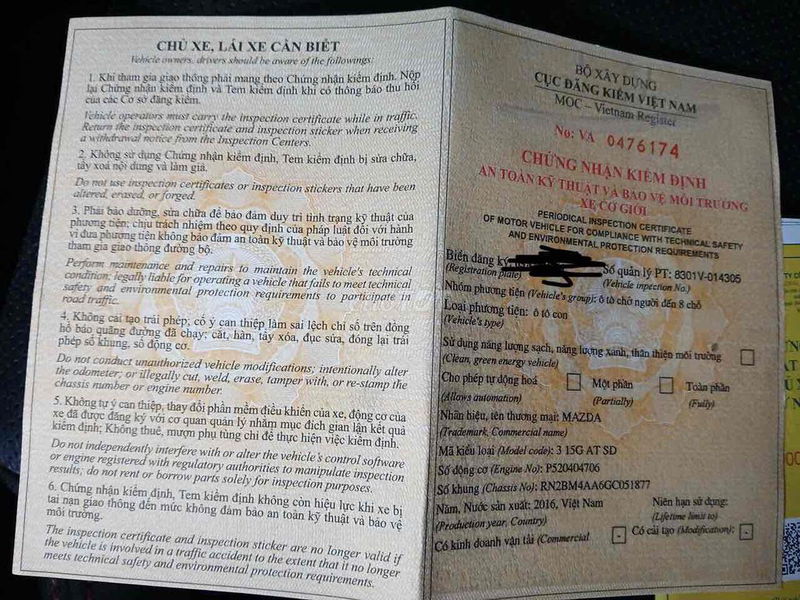 CHỦ XE, LÁI XE CẦN BIẾT
Vehicle owners, drivers should be aware of the followings:
1. Khi tham gia giao thông phải mang theo Chứng nhận kiểm định. Nộp
lại Chứng nhận kiểm định và Tem kiểm định khi có thông báo thu hồi
của các Cơ sở đăng kiểm.
Vehicle operators must carry the inspection certificate while in traffic.
Return the inspection certificate and inspection sticker when receiving
a withdrawal notice from the Inspection Centers.
2. Không sử dụng Chứng nhận kiểm định, Tem kiểm định bị sửa chữa,
tẩy xoá nội dung và làm giả.
Do not use inspection certificates or inspection stickers that have been
altered, erased, or forged.
3. Phải bảo dưỡng, sửa chữa để bảo đảm duy trì tình trạng kỹ thuật của
phương tiện; chịu trách nhiệm theo quy định của pháp luật đối với hành
vi đưa phương tiện không bảo đảm an toàn kỹ thuật và bảo vệ môi trường
tham gia giao thông đường bộ.
Perform maintenance and repairs to maintain the vehicle's technical
condition; legally liable for operating a vehicle that fails to meet technical
safety and environmental protection requirements to participate in
road traffic.
4. Không cải tạo trái phép; cố ý can thiệp làm sai lệch chỉ số trên đồng
hồ báo quãng đường đã chạy; cắt, hàn, tẩy xóa, đục sửa, đóng lại trái
phép số khung, số động cơ.
Do not conduct unauthorized vehicle modifications; intentionally alter
the odometer; or illegally cut, weld, erase, tamper with, or re-stamp the
chassis number or engine number.
5. Không tự ý can thiệp, thay đổi phần mềm điều khiển của xe, động cơ của
xe đã được đăng ký với cơ quan quản lý nhằm mục đích gian lận kết quả
kiểm định; Không thuê, mượn phụ tùng chỉ để thực hiện việc kiểm định.
Do not independently interfere with or alter the vehicle's control software
or engine registered with regulatory authorities to manipulate inspection
results; do not rent or borrow parts solely for inspection purposes.
6. Chứng nhận kiểm định, Tem kiểm định không còn hiệu lực khi xe bị
tai nạn giao thông đến mức không đảm bảo an toàn kỹ thuật và bảo vệ
môi trường.
The inspection certificate and inspection sticker are no longer valid if
the vehicle is involved in a traffic accident to the extent that it no longer
meets technical safety and environmental protection requirements.
BỘ XÂY DỰNG
CỤC ĐĂNG KIỂM VIỆT NAM
MOC – Vietnam Register
No: VA 0476174
CHỨNG NHẬN KIỂM ĐỊNH
AN TOÀN KỸ THUẬT VÀ BẢO VỆ MÔI TRƯỜNG
XE CƠ GIỚI
PERIODICAL INSPECTION CERTIFICATE
OF MOTOR VEHICLE FOR COMPLIANCE WITH TECHNICAL SAFETY
AND ENVIRONMENTAL PROTECTION REQUIREMENTS
Biển đăng ký Số quản lý PT: 8301V-014305
(Registration plate) (Vehicle inspection No.)
Nhóm phương tiện (Vehicle's group): ô tô chở người đến 8 chỗ
Loại phương tiện: ô tô con
(Vehicle's type)
Sử dụng năng lượng sạch, năng lượng xanh, thân thiện môi trường
(Clean, green energy vehicle)
Cho phép tự động hoá Một phần Toàn phần
(Allows automation) (Partially) (Fully)
Nhãn hiệu, tên thương mại: MAZDA
(Trademark, Commercial name)
Mã kiểu loại (Model code): 3 15G AT SD
Số động cơ (Engine No): P520404706
Số khung (Chassis No): RN2BM4AA6GC051877
Năm, Nước sản xuất: 2016, Việt Nam Niên hạn sử dụng:
(Production year, Country) (Lifetime limit to)
Có kinh doanh vận tải (Commercial - Có cải tạo (Modification): -